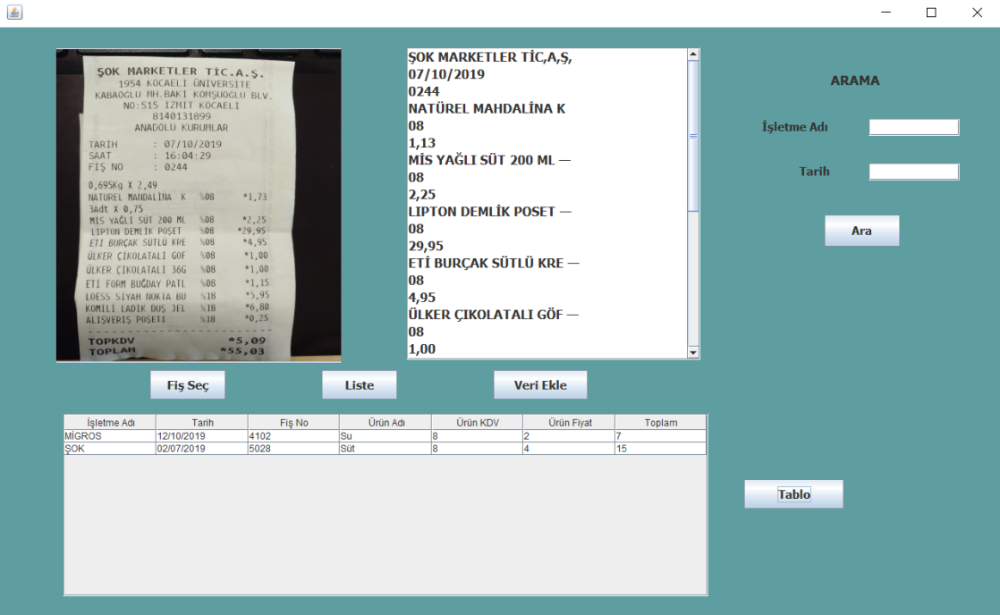 ŞOK MARKETLER TİC.A.Ş.
1954 KOCAELİ ÜNİVERSİTE
KABAOĞLU MH.BAKİ KOMŞUOĞLU BLV.
NO:515 IZMIT KOCAELİ
8140131899
ANADOLU KURUMLAR
TARİH : 07/10/2019
SAAT : 16:04:29
FİŞ NO : 0244
0,695Kg X 2,49
NATUREL MANDALİNA K %08 *1,73
3Adt X 0,75
MİS YAĞLI SÜT 200 ML %08 *2,25
LIPTON DEMLİK POŞET %08 *29,95
ETİ BURÇAK SÜTLÜ KRE %08 *4,95
ÜLKER ÇİKOLATALI GOF %08 *1,00
ÜLKER ÇİKOLATALI 36G %08 *1,00
ETİ FORM BUĞDAY PATL %08 *1,15
LOESS SİYAH NOKIA BU %18 *5,95
KOMİLİ LADİK DUŞ JEL %18 *6,80
ALIŞVERİŞ POŞETİ %18 *0,25
TOPKDV *5,09
TOPLAM *55,03
ŞOK MARKETLER TİC,A,Ş,
07/10/2019
0244
NATÜREL MAHDALİNA K
08
1,13
MİS YAĞLI SÜT 200 ML —
08
2,25
LIPTON DEMLİK POSET —
08
29,95
ETİ BURÇAK SÜTLÜ KRE —
08
4,95
ÜLKER ÇIKOLATALI GÖF —
08
1,00
ARAMA
İşletme Adı
Tarih
Ara
Fiş Seç Liste Veri Ekle
İşletme Adı Tarih Fiş No Ürün Adı Ürün KDV Ürün Fiyat Toplam
MİGROS 12/10/2019 4102 Su 8 2 7
ŞOK 02/07/2019 5028 Süt 8 4 15
Tablo